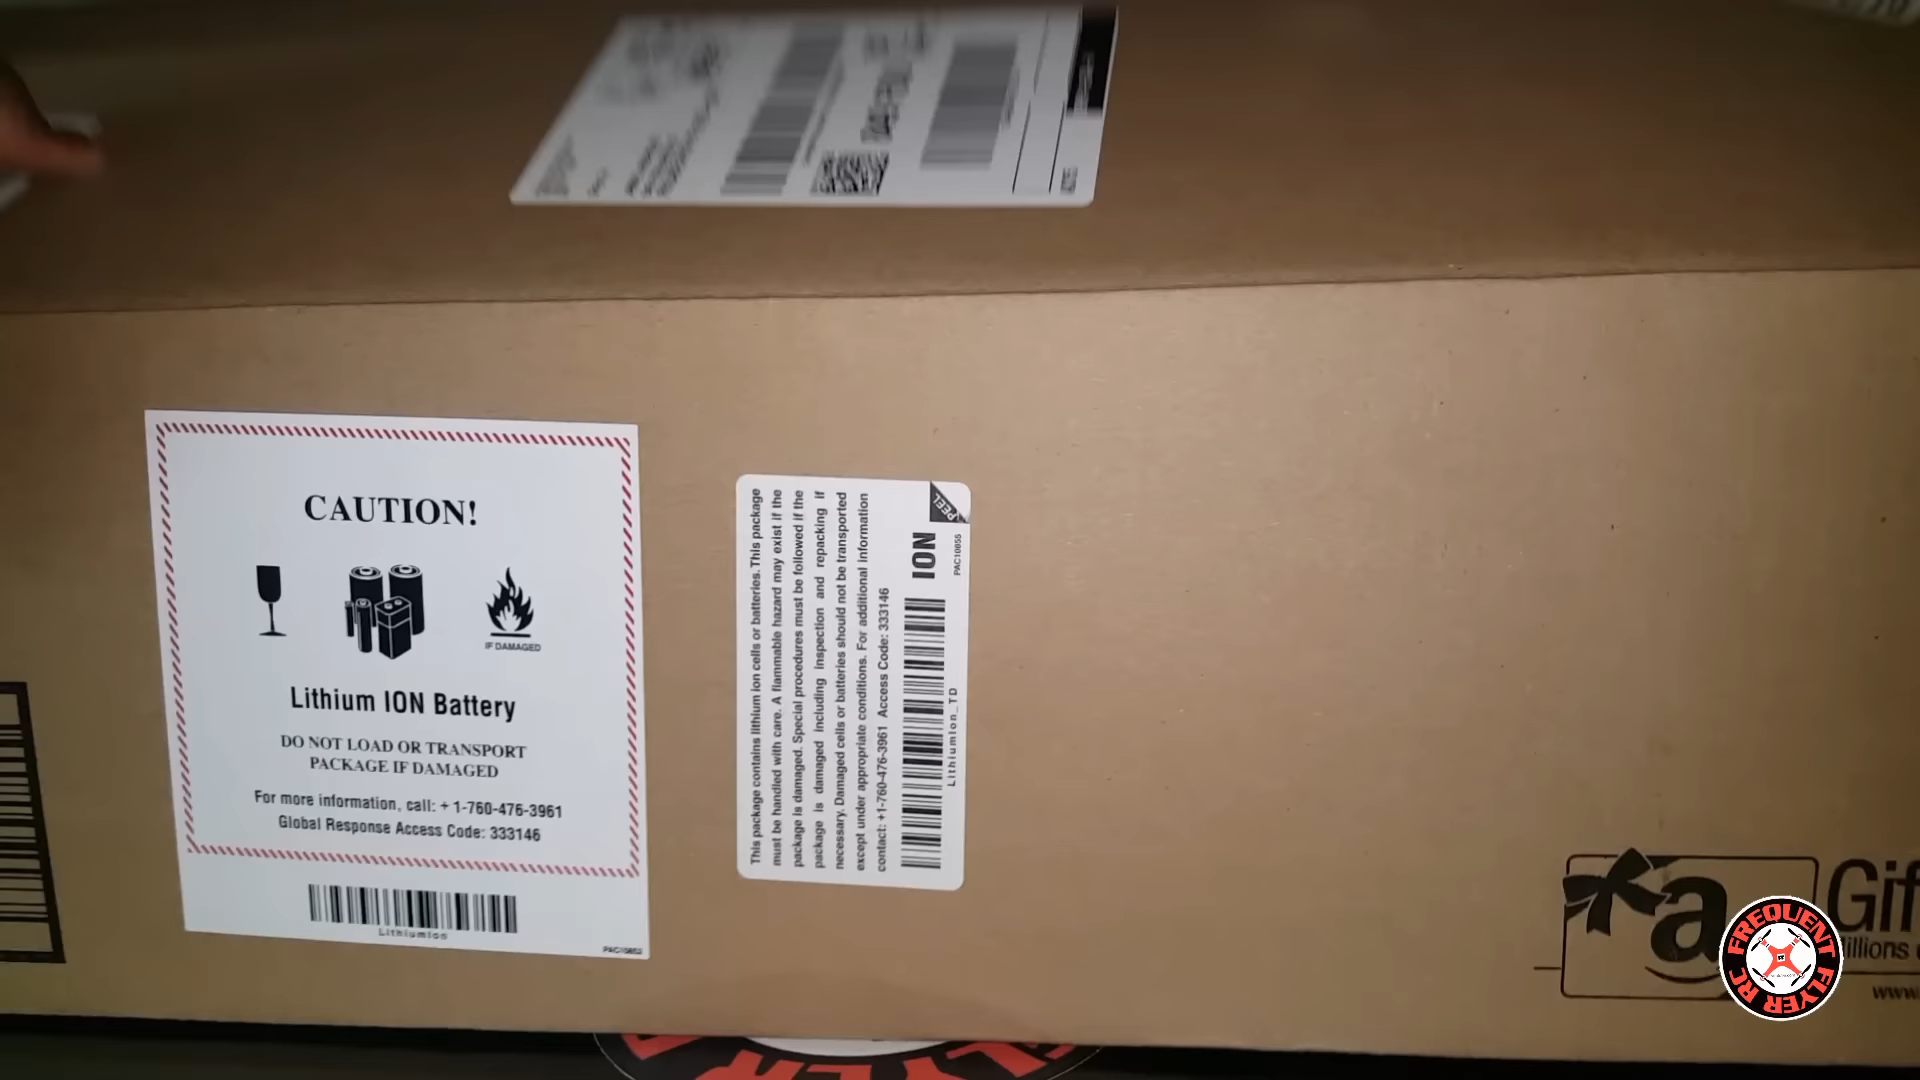 CAUTION!
IF DAMAGED
Lithium ION Battery
DO NOT LOAD OR TRANSPORT
PACKAGE IF DAMAGED
For more information, call: + 1-760-476-3961
Global Response Access Code: 333146
LithiumIon
This package contains lithium ion cells or batteries. This package
must be handled with care. A flammable hazard may exist if the
package is damaged. Special procedures must be followed if the
package is damaged including inspection and repacking if
necessary. Damaged cells or batteries should not be transported
except under appropriate conditions. For additional information
contact: +1-760-476-3961 Access Code: 333146
ION
PEEL
LithiumIon_TD
PAC10855
a
Gif
illions
www.
FREQUENT FLYER RC